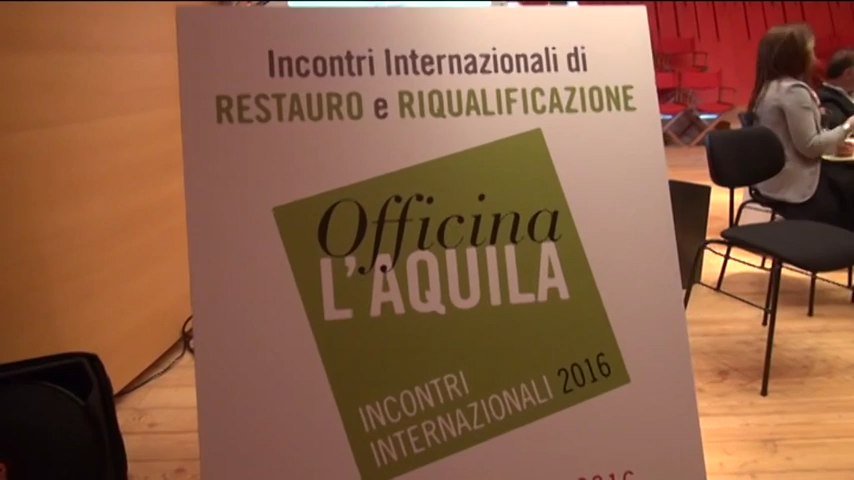 Incontri Internazionali di
RESTAURO e RIQUALIFICAZIONE
Officina
L'AQUILA
INCONTRI
INTERNAZIONALI 2016